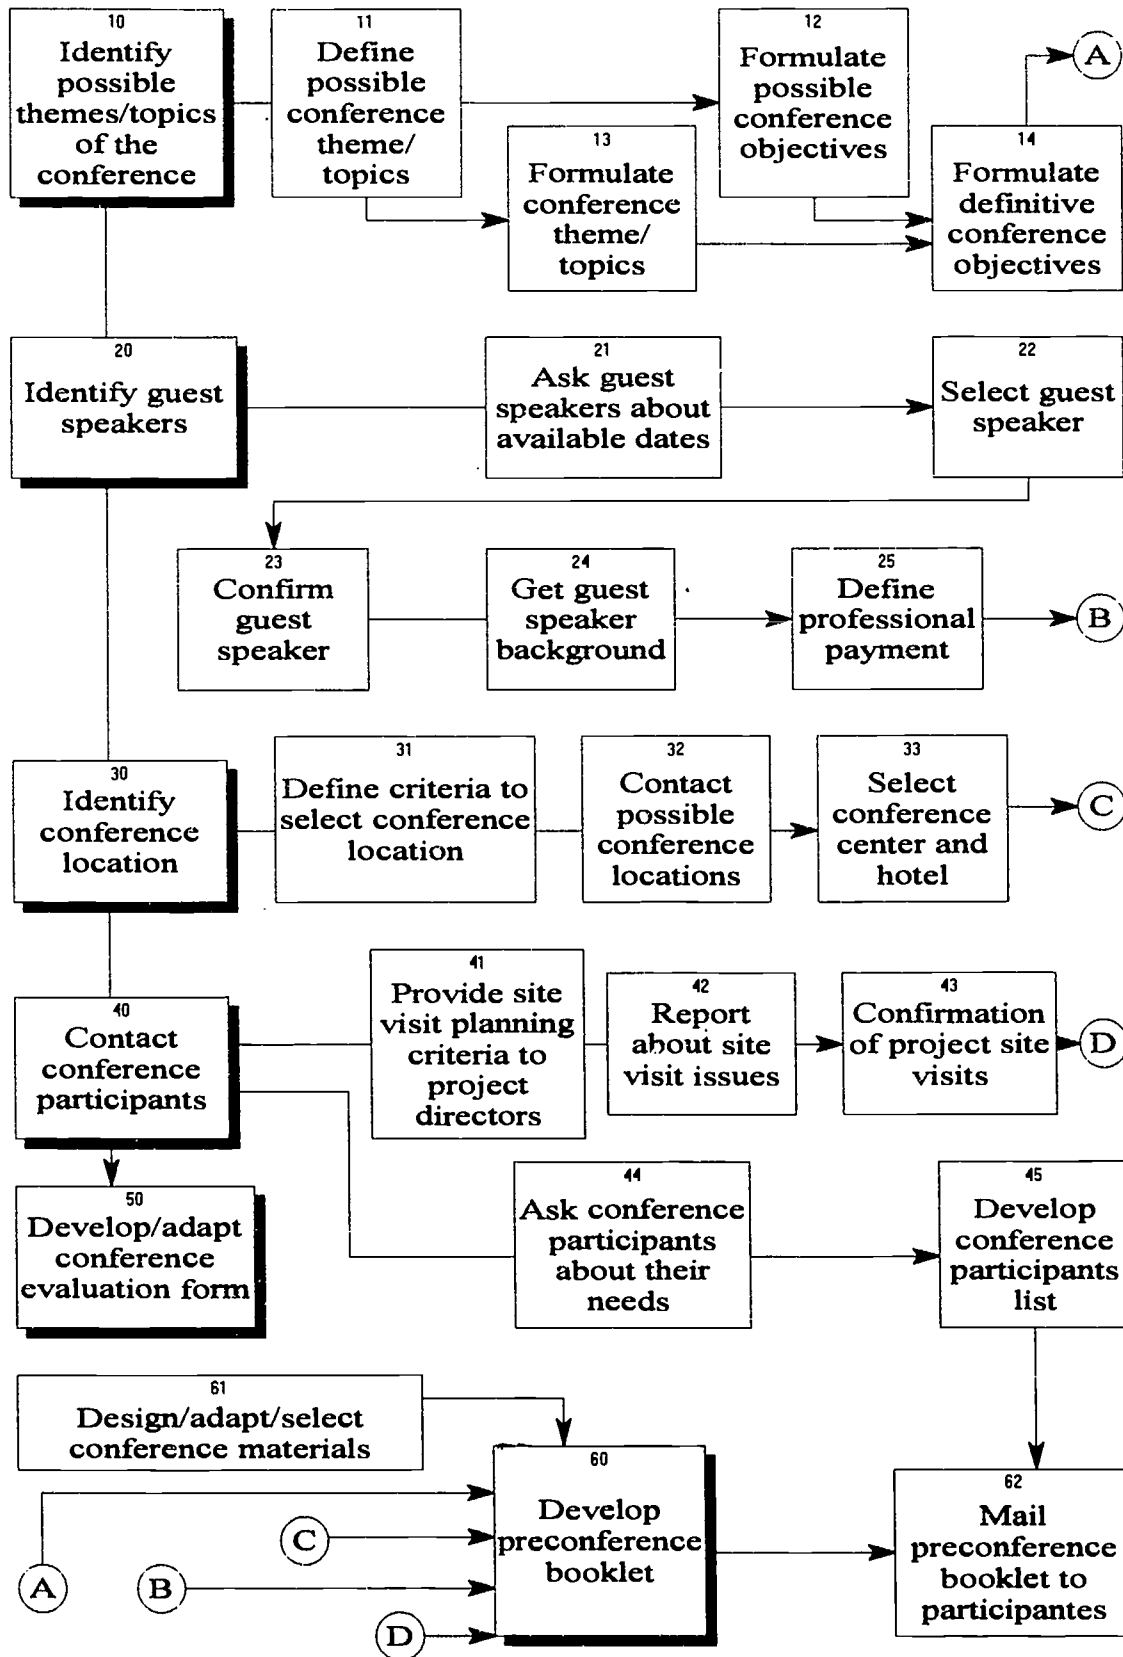 10
Identify
possible
themes/topics
of the
conference
11
Define
possible
conference
theme/
topics
12
Formulate
possible
conference
objectives
A
13
Formulate
conference
theme/
topics
14
Formulate
definitive
conference
objectives
20
Identify guest
speakers
21
Ask guest
speakers about
available dates
22
Select guest
speaker
23
Confirm
guest
speaker
24
Get guest
speaker
background
25
Define
professional
payment
B
30
Identify
conference
location
31
Define criteria to
select conference
location
32
Contact
possible
conference
locations
33
Select
conference
center and
hotel
C
40
Contact
conference
participants
41
Provide site
visit planning
criteria to
project
directors
42
Report
about site
visit issues
43
Confirmation
of project site
visits
D
50
Develop/adapt
conference
evaluation form
44
Ask conference
participants
about their
needs
45
Develop
conference
participants
list
61
Design/adapt/select
conference materials
60
Develop
preconference
booklet
62
Mail
preconference
booklet to
participantes
A
B
C
D